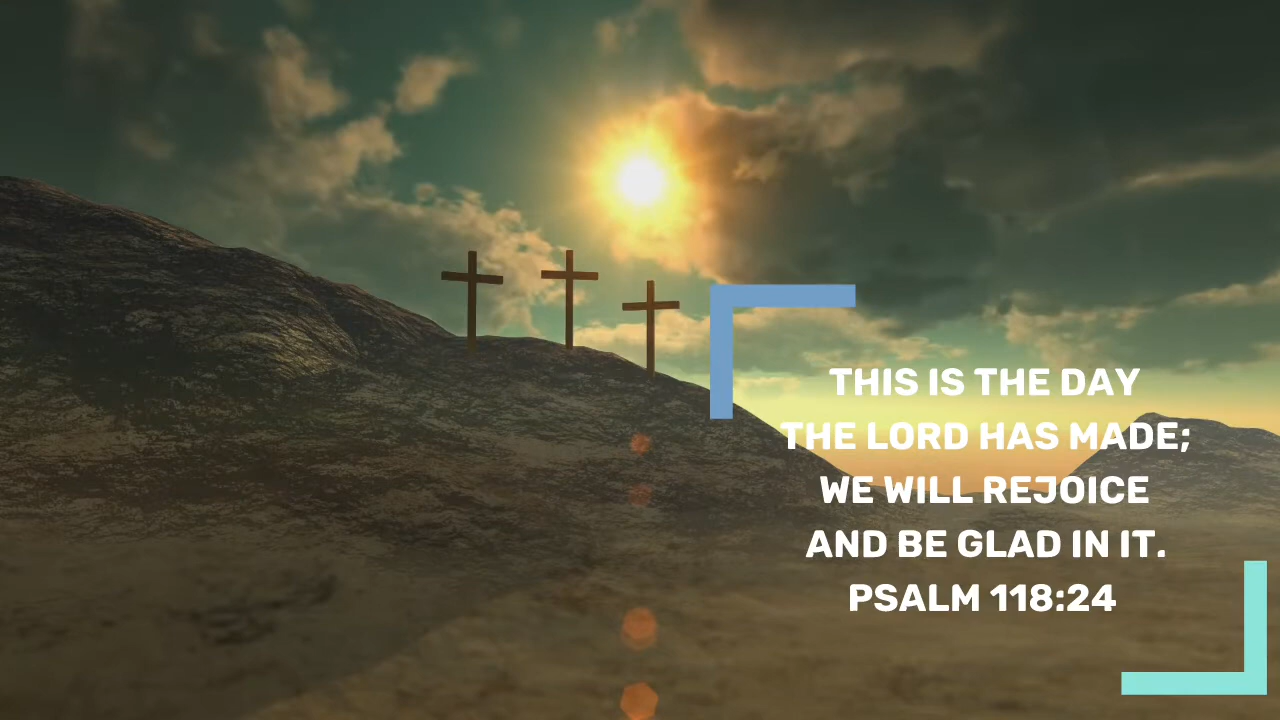 THIS IS THE DAY
THE LORD HAS MADE;
WE WILL REJOICE
AND BE GLAD IN IT.
PSALM 118:24